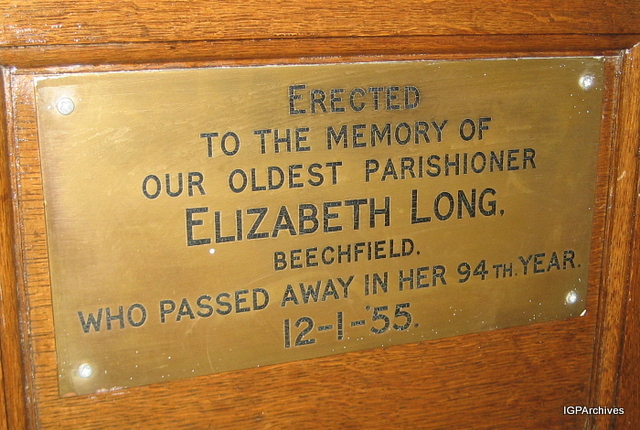 ERECTED
TO THE MEMORY OF
OUR OLDEST PARISHIONER
ELIZABETH LONG.
BEECHFIELD.
WHO PASSED AWAY IN HER 94TH. YEAR.
12-1-'55.
IGPArchives